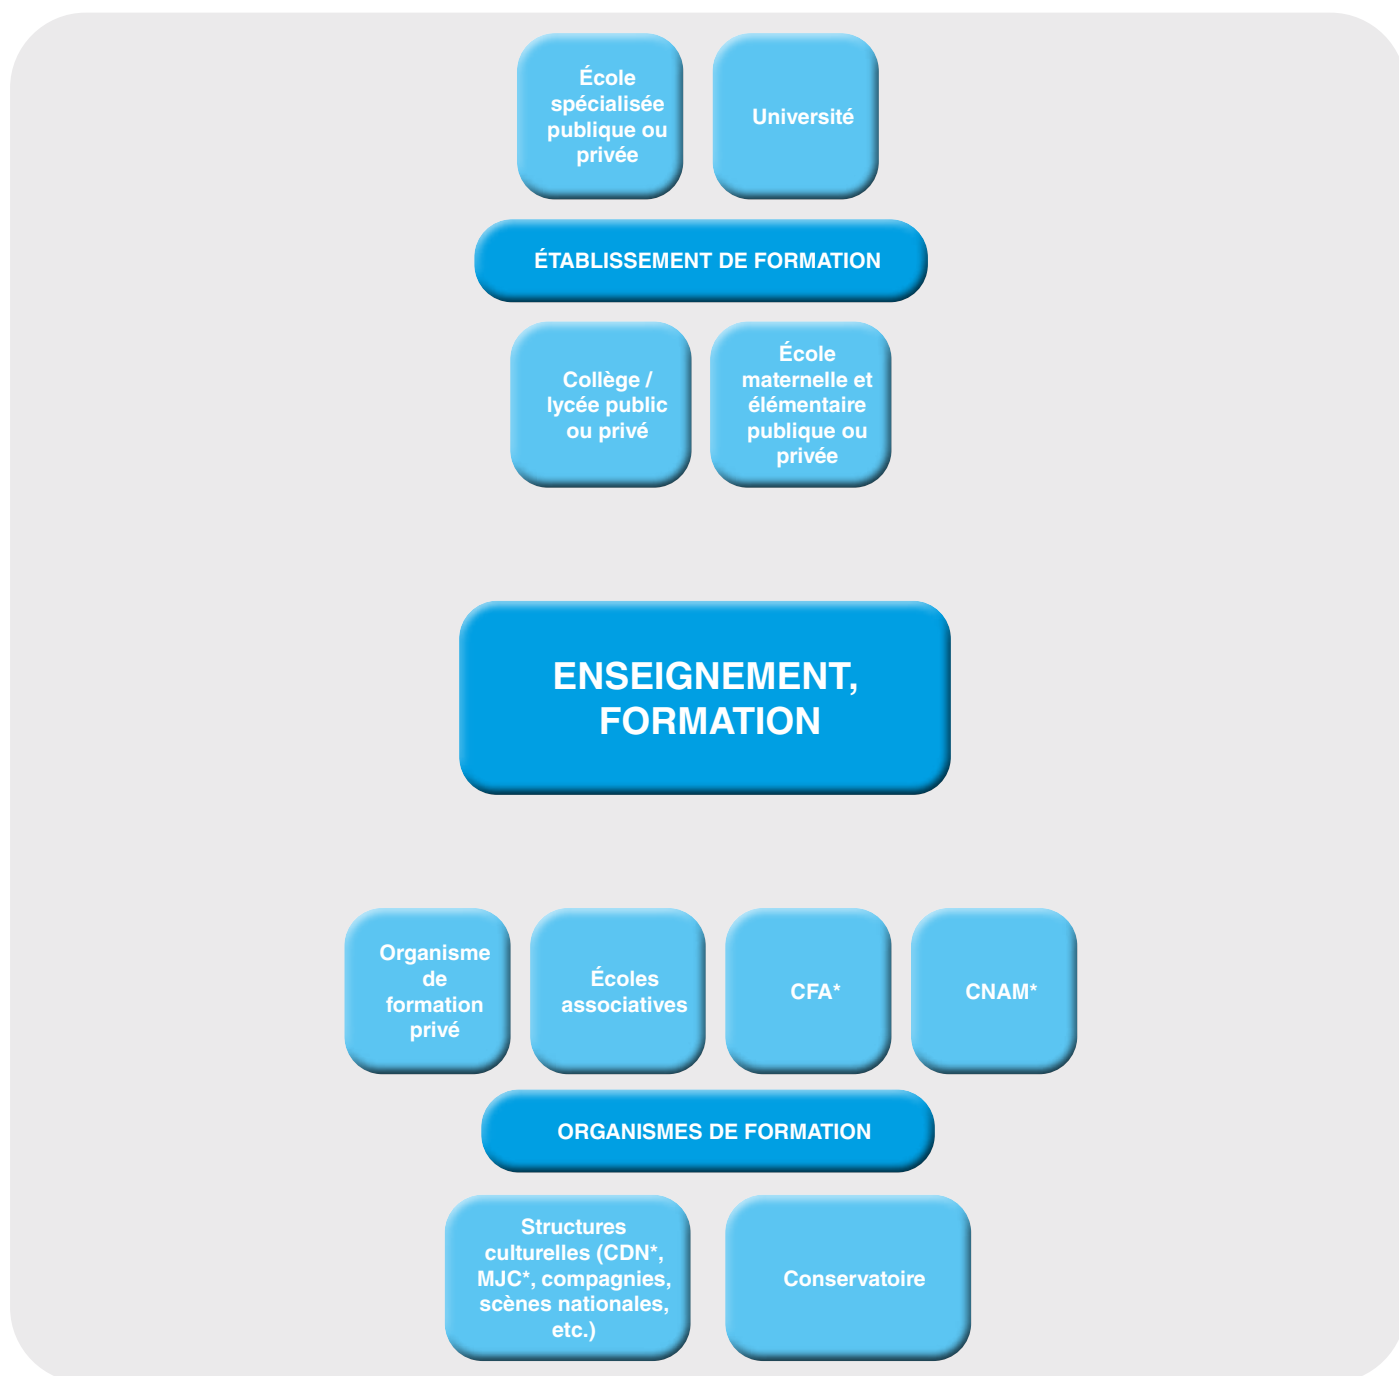 École
spécialisée
publique ou
privée
Université
ÉTABLISSEMENT DE FORMATION
Collège /
lycée public
ou privé
École
maternelle et
élémentaire
publique ou
privée
ENSEIGNEMENT,
FORMATION
Organisme
de
formation
privé
Écoles
associatives
CFA*
CNAM*
ORGANISMES DE FORMATION
Structures
culturelles (CDN*,
MJC*, compagnies,
scènes nationales,
etc.)
Conservatoire